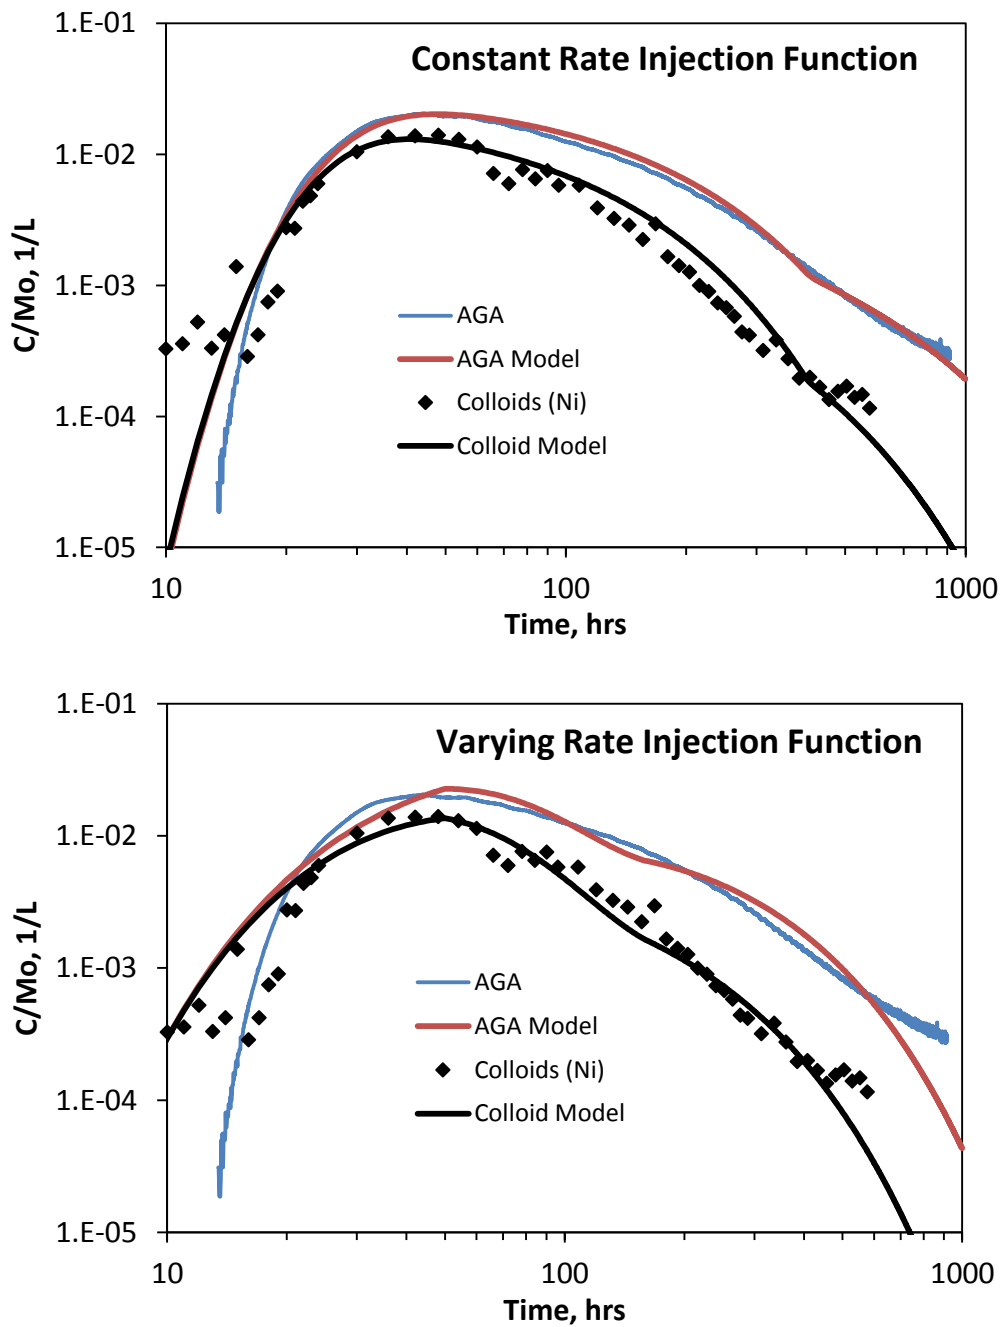 1.E-01
Constant Rate Injection Function
1.E-02
C/Mo, 1/L
1.E-03
AGA
AGA Model
Colloids (Ni)
1.E-04
Colloid Model
1.E-05
10
100
1000
Time, hrs
1.E-01
Varying Rate Injection Function
1.E-02
C/Mo, 1/L
1.E-03
AGA
AGA Model
Colloids (Ni)
1.E-04
Colloid Model
1.E-05
10
100
1000
Time, hrs